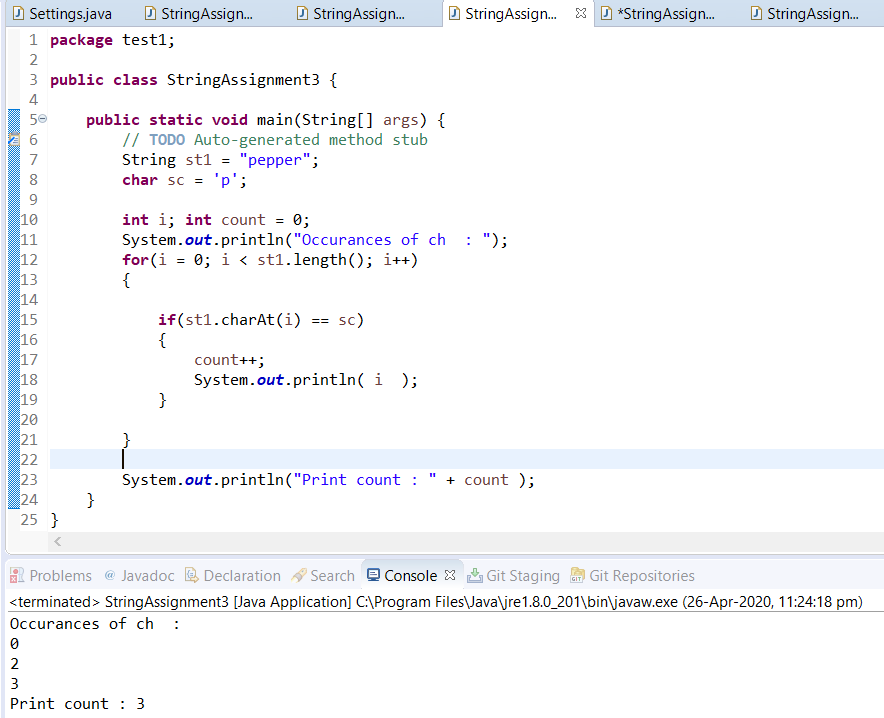 Settings.java StringAssign... StringAssign... StringAssign... *StringAssign... StringAssign...
1 package test1;
2
3 public class StringAssignment3 {
4
5 public static void main(String[] args) {
6 // TODO Auto-generated method stub
7 String st1 = "pepper";
8 char sc = 'p';
9
10 int i; int count = 0;
11 System.out.println("Occurances of ch  : ");
12 for(i = 0; i < st1.length(); i++)
13 {
14
15 if(st1.charAt(i) == sc)
16 {
17 count++;
18 System.out.println( i  );
19 }
20
21 }
22
23 System.out.println("Print count : " + count );
24 }
25 }
Problems @ Javadoc Declaration Search Console Git Staging Git Repositories
<terminated> StringAssignment3 [Java Application] C:\Program Files\Java\jre1.8.0_201\bin\javaw.exe (26-Apr-2020, 11:24:18 pm)
Occurances of ch  :
0
2
3
Print count : 3